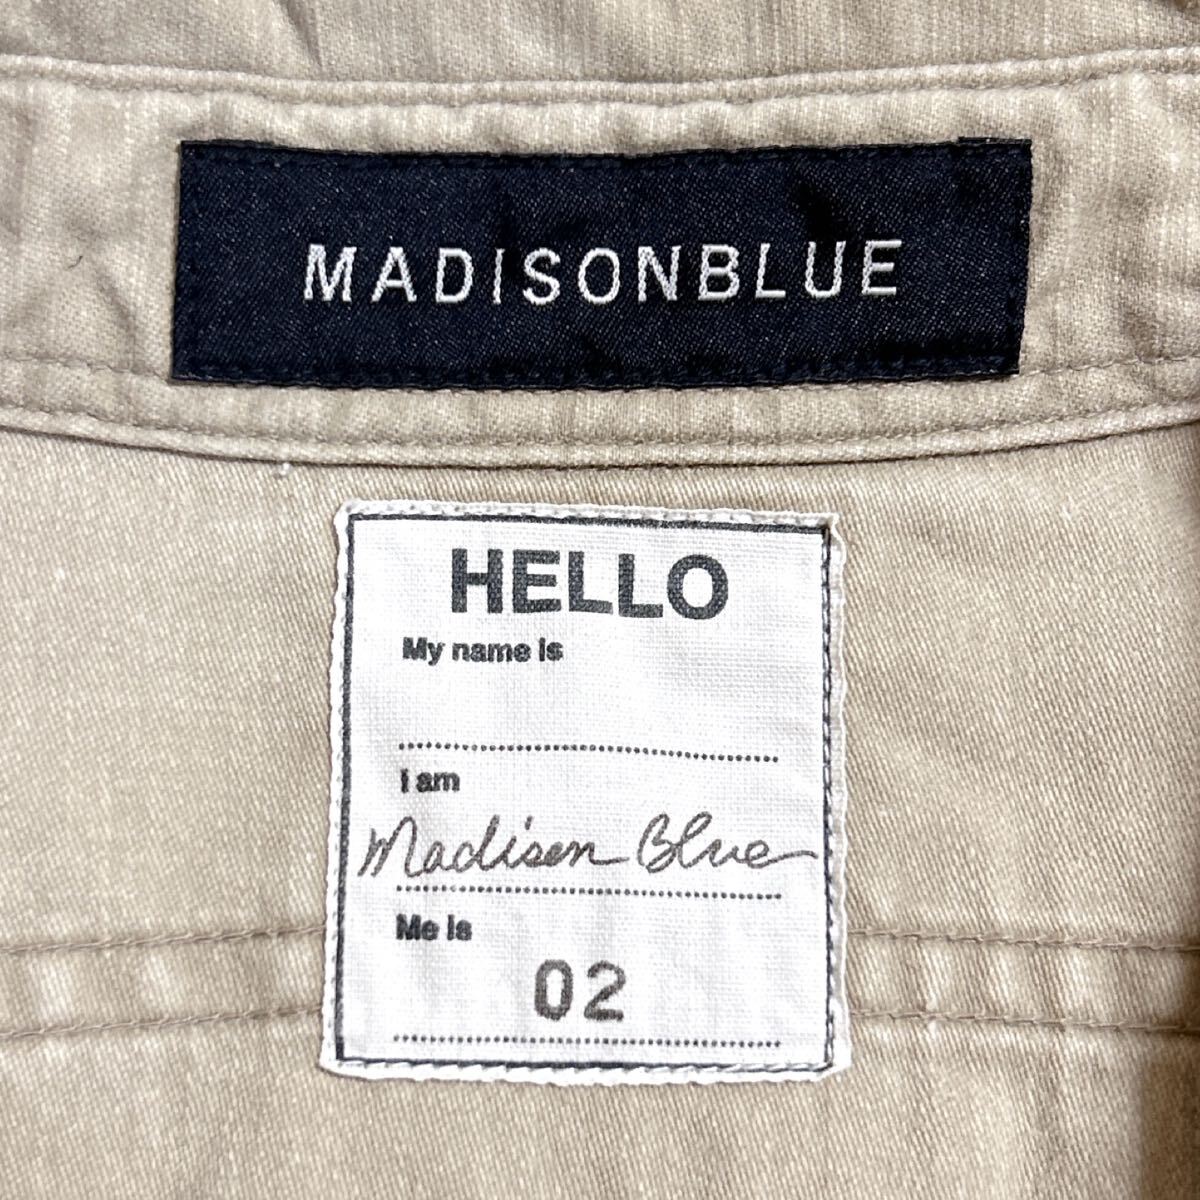 MADISONBLUE
HELLO
My name is
I am
Madison Blue
Me is
02